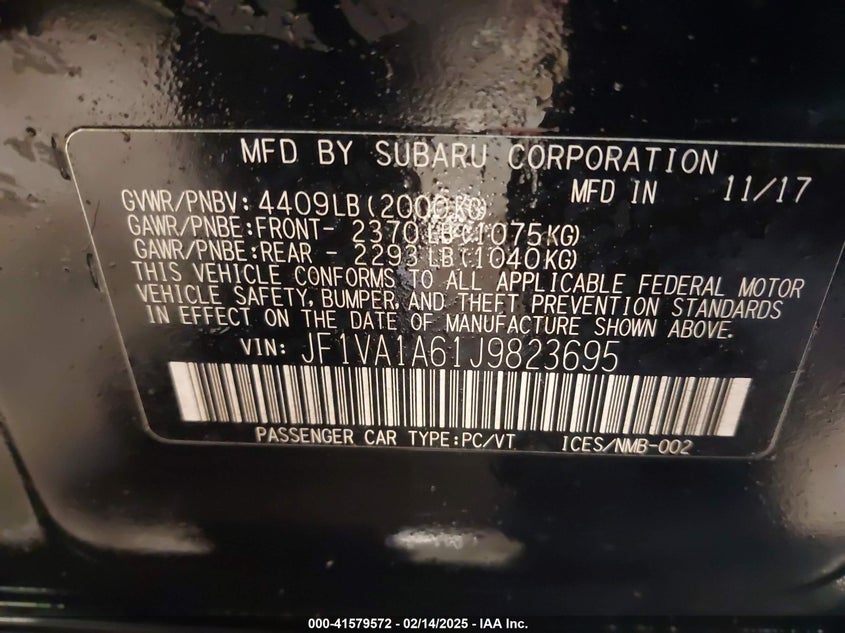 MFD BY SUBARU CORPORATION
MFD IN 11/17
GVWR/PNBV: 4409LB(2000KG)
GAWR/PNBE:FRONT- 2370LB(1075KG)
GAWR/PNBE:REAR - 2293LB(1040KG)
THIS VEHICLE CONFORMS TO ALL APPLICABLE FEDERAL MOTOR
VEHICLE SAFETY, BUMPER, AND THEFT PREVENTION STANDARDS
IN EFFECT ON THE DATE OF MANUFACTURE SHOWN ABOVE.
VIN: JF1VA1A61J9823695
PASSENGER CAR TYPE:PC/VT ICES/NMB-002
000-41579572 — 02/14/2025 - IAA Inc.